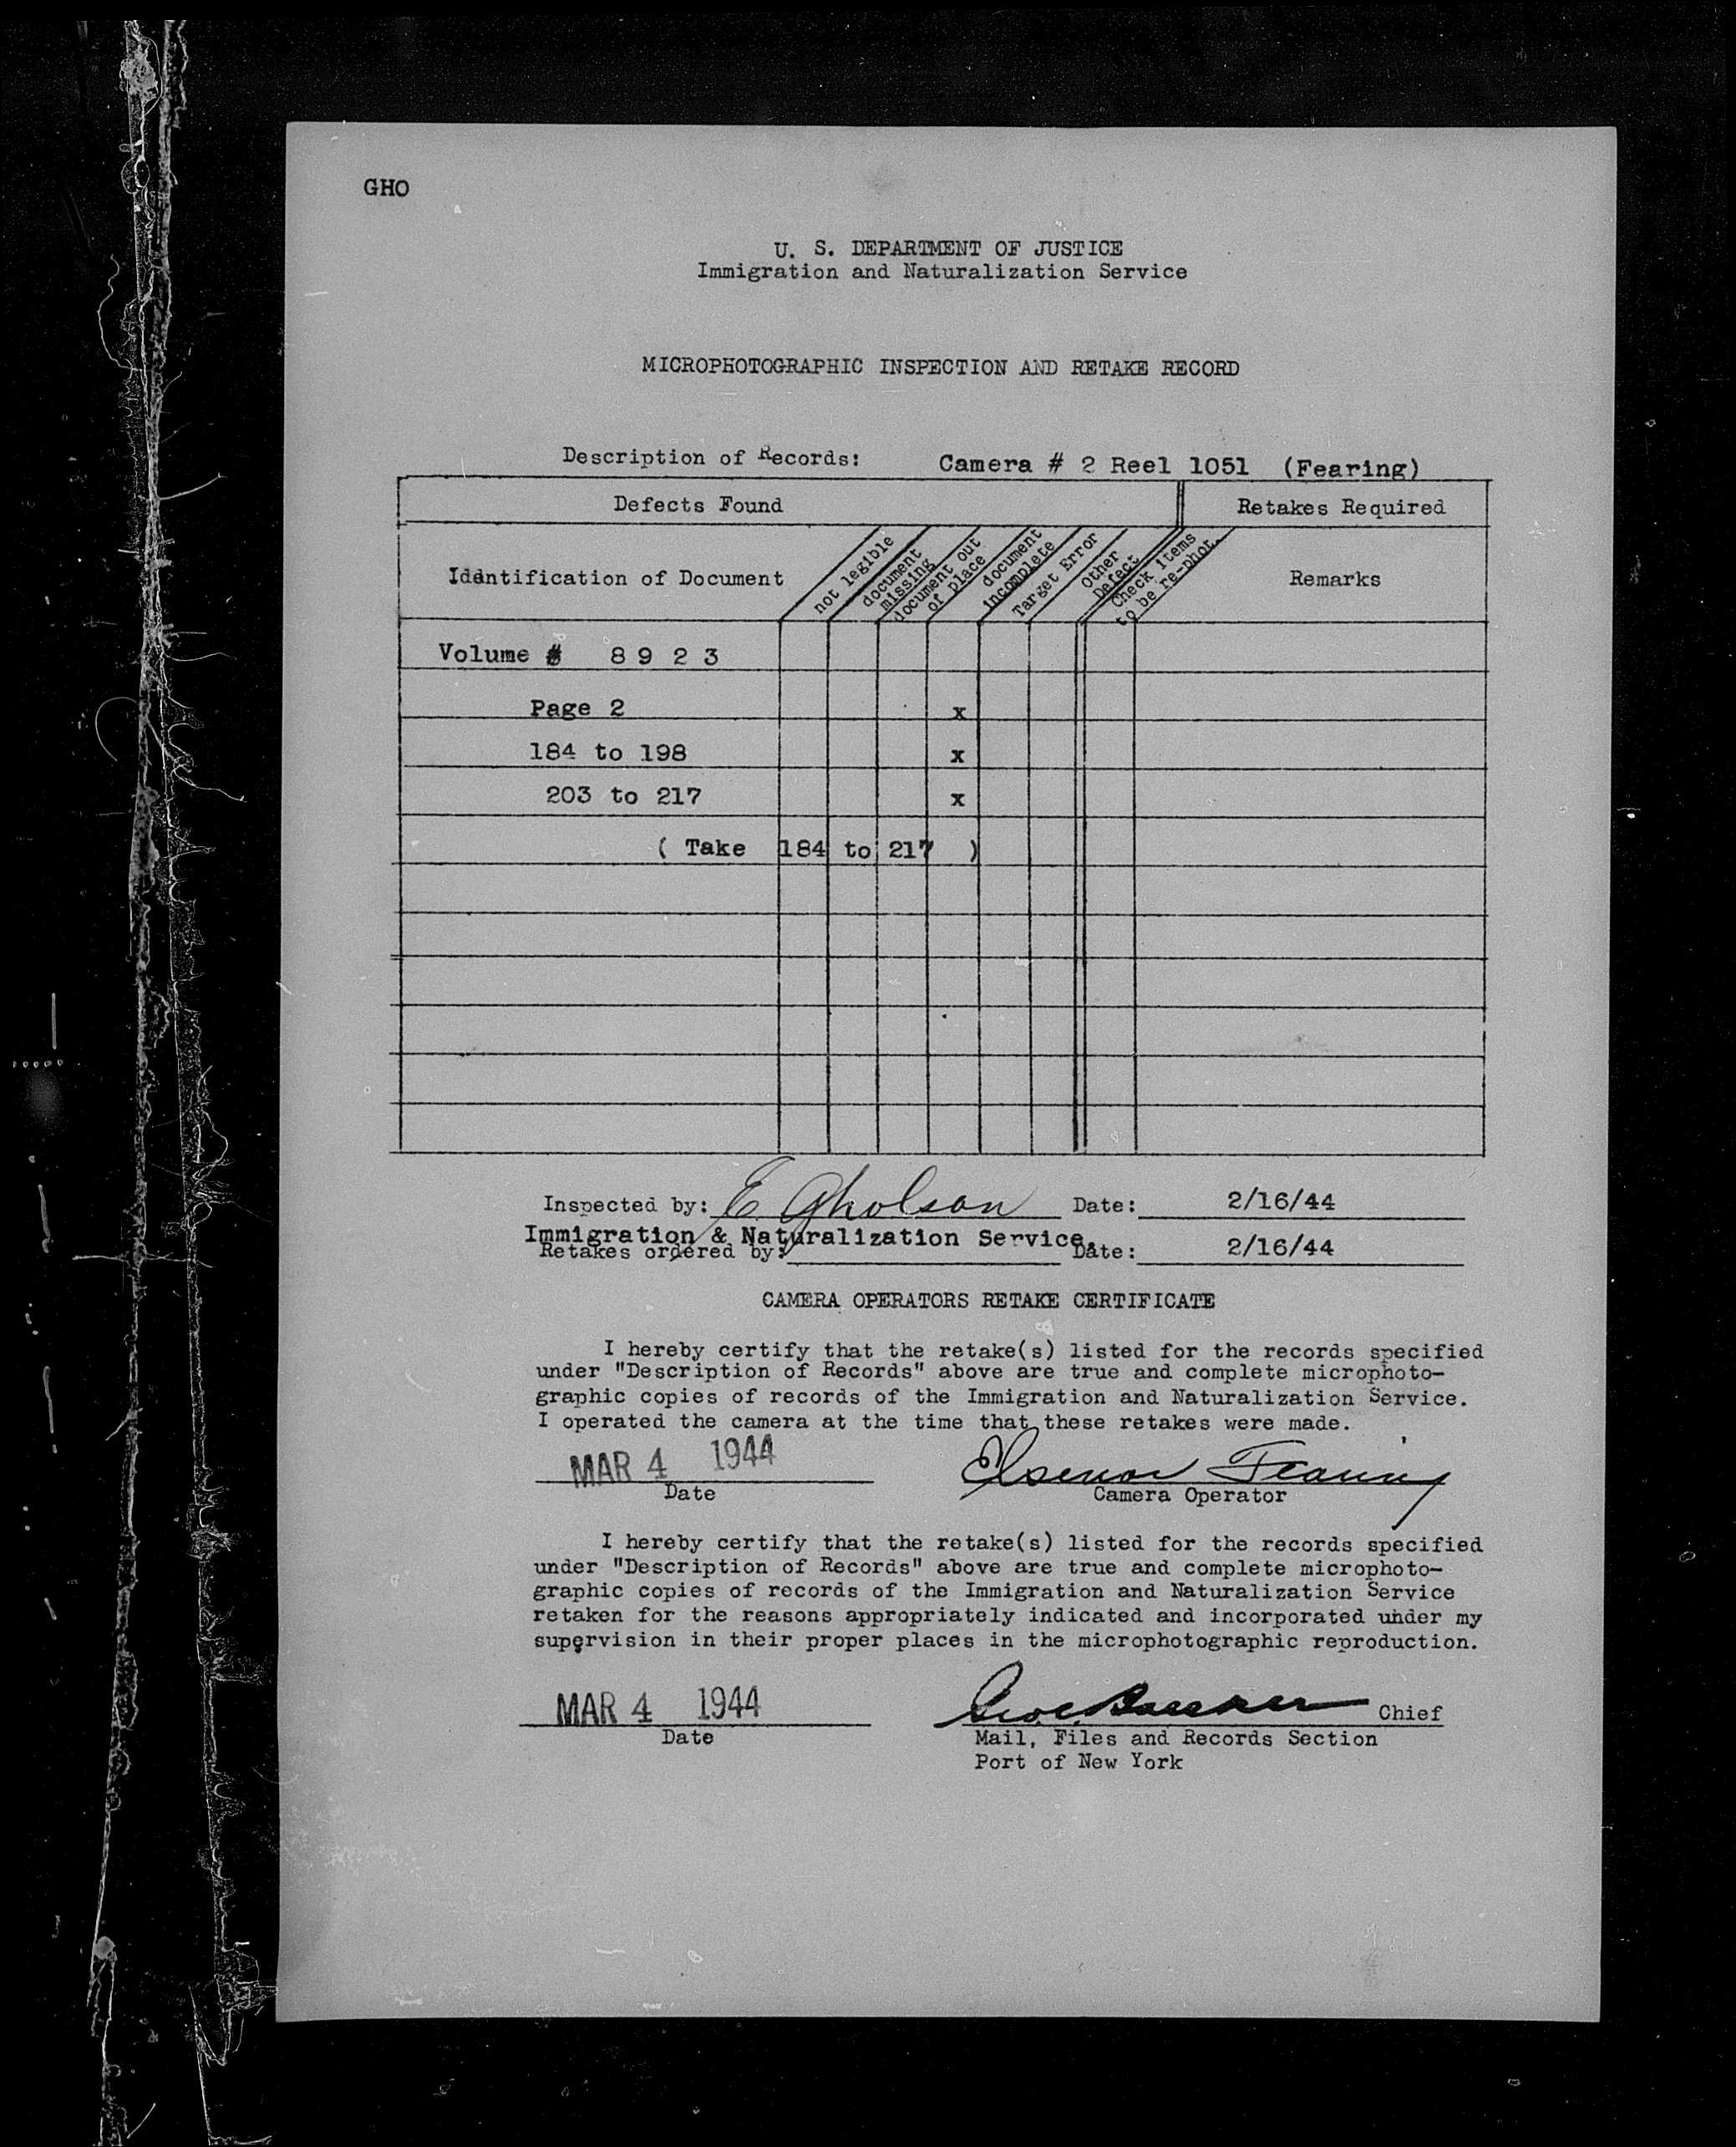 GHO
U. S. DEPARTMENT OF JUSTICE
Immigration and Naturalization Service
MICROPHOTOGRAPHIC INSPECTION AND RETAKE RECORD
Description of Records: Camera # 2 Reel 1051 (Fearing)
Defects Found Retakes Required
Identification of Document
not legible
document
missing
document out
of place
document
incomplete
Target Error
Other
Defect
Check items
to be re-phot.
Remarks
Volume # 8 9 2 3
Page 2 x
184 to 198 x
203 to 217 x
( Take 184 to 217 )
Inspected by: E Gholson Date: 2/16/44
Immigration & Naturalization Service.
Retakes ordered by: Date: 2/16/44
CAMERA OPERATORS RETAKE CERTIFICATE
I hereby certify that the retake(s) listed for the records specified
under "Description of Records" above are true and complete microphoto-
graphic copies of records of the Immigration and Naturalization Service.
I operated the camera at the time that these retakes were made.
MAR 4 1944 Fearing
Date Camera Operator
I hereby certify that the retake(s) listed for the records specified
under "Description of Records" above are true and complete microphoto-
graphic copies of records of the Immigration and Naturalization Service
retaken for the reasons appropriately indicated and incorporated under my
supervision in their proper places in the microphotographic reproduction.
MAR 4 1944 Chief
Date Mail, Files and Records Section
Port of New York